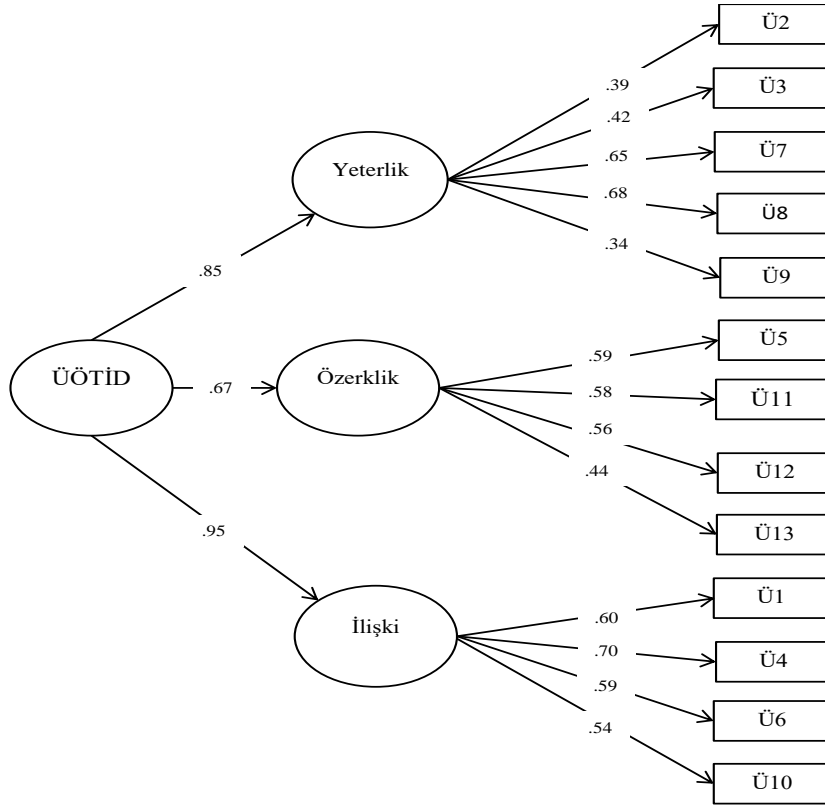 Ü2
.39
Ü3
.42
Yeterlik
.65
Ü7
.68
Ü8
.34
Ü9
.85
ÜÖTİD
.67
Özerklik
.59
Ü5
.58
Ü11
.56
Ü12
.44
Ü13
.95
İlişki
.60
Ü1
.70
Ü4
.59
Ü6
.54
Ü10